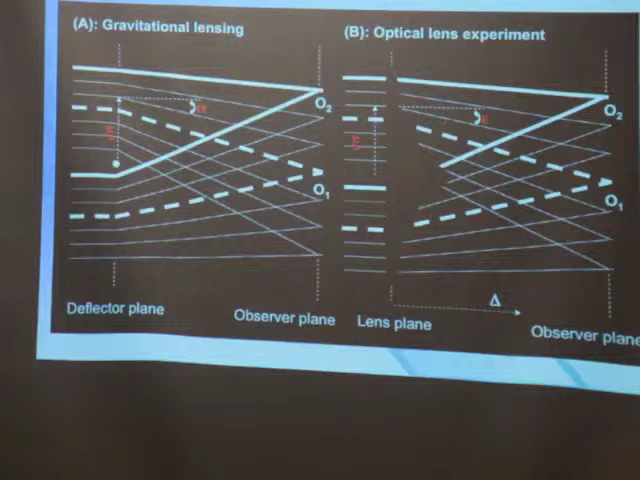 (A): Gravitational lensing
(B): Optical lens experiment
α
ξ
O2
O1
ξ
O2
O1
Δ
Deflector plane
Observer plane
Lens plane
Observer plane